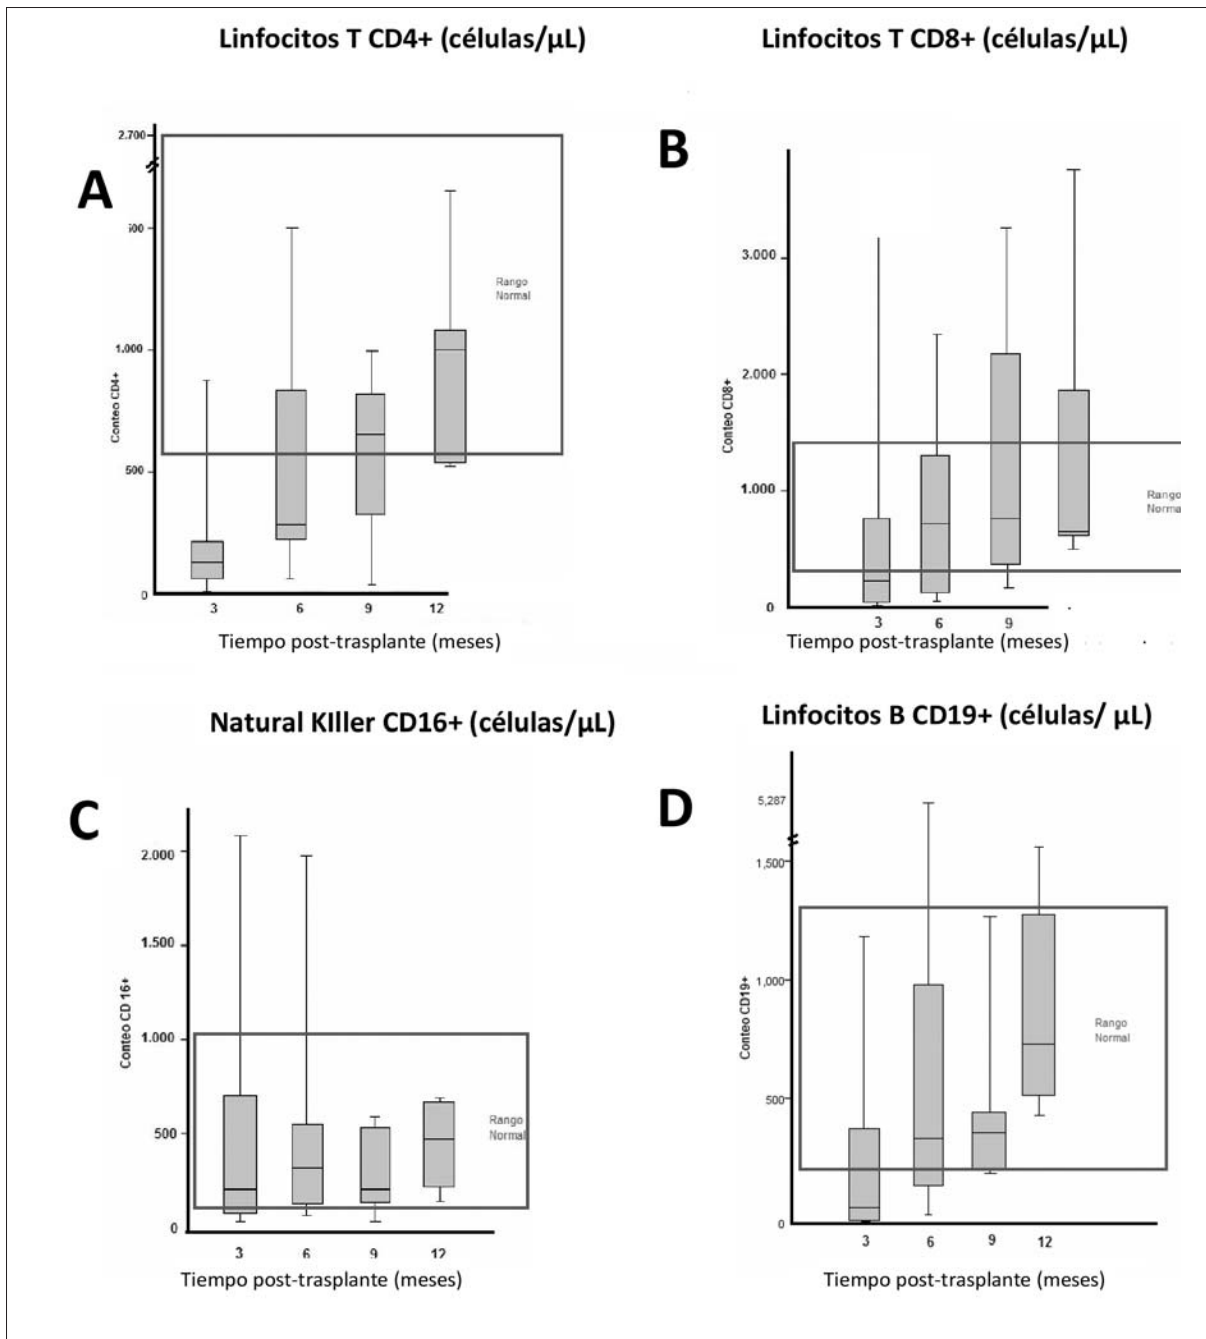 Linfocitos T CD4+ (células/µL)
A
2.700
500
1.000
500
0
Conteo CD4+
Rango
Normal
3 6 9 12
Tiempo post-trasplante (meses)
Linfocitos T CD8+ (células/µL)
B
3.000
2.000
1.000
0
Conteo CD8+
Rango
Norma
3 6 9
Tiempo post-trasplante (meses)
Natural KIller CD16+ (células/µL)
C
2.000
1.500
1.000
500
0
Conteo CD 16+
Rango
Normal
3 6 9 12
Tiempo post-trasplante (meses)
Linfocitos B CD19+ (células/ µL)
D
5,287
1,500
1,000
500
0
Conteo CD19+
Rango
Normal
3 6 9 12
Tiempo post-trasplante (meses)